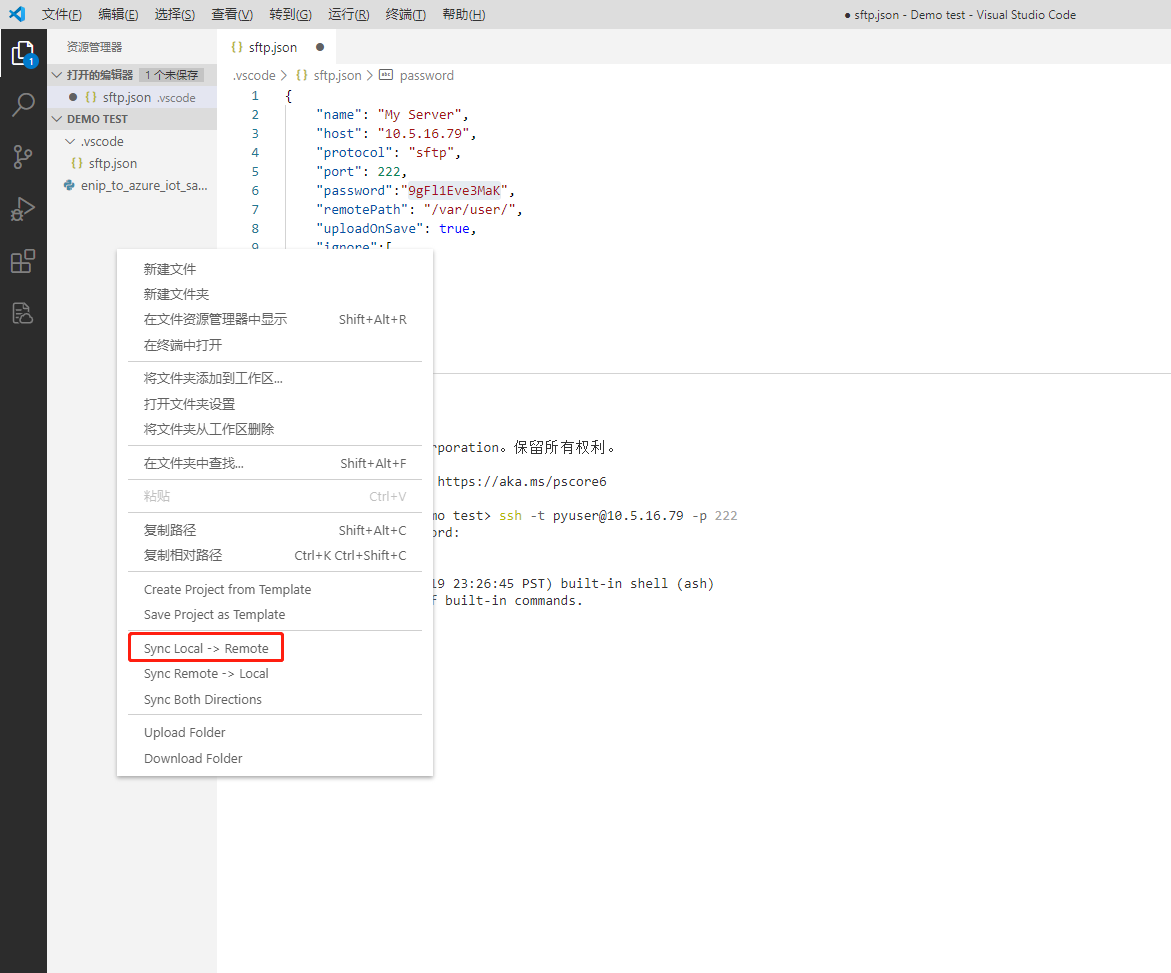 文件(F) 编辑(E) 选择(S) 查看(V) 转到(G) 运行(R) 终端(T) 帮助(H) ● sftp.json - Demo test - Visual Studio Code
资源管理器
1
打开的编辑器 1 个未保存
● {} sftp.json .vscode
DEMO TEST
.vscode
{} sftp.json
enip_to_azure_iot_sa...
{} sftp.json ●
.vscode > {} sftp.json > abc password
1 {
2 "name": "My Server",
3 "host": "10.5.16.79",
4 "protocol": "sftp",
5 "port": 222,
6 "password":"9gFl1Eve3MaK",
7 "remotePath": "/var/user/",
8 "uploadOnSave": true,
9 "ignore":[
新建文件
新建文件夹
在文件资源管理器中显示 Shift+Alt+R
在终端中打开
将文件夹添加到工作区...
打开文件夹设置
将文件夹从工作区删除
在文件夹中查找... Shift+Alt+F
粘贴 Ctrl+V
复制路径 Shift+Alt+C
复制相对路径 Ctrl+K Ctrl+Shift+C
Create Project from Template
Save Project as Template
Sync Local -> Remote
Sync Remote -> Local
Sync Both Directions
Upload Folder
Download Folder
rporation。保留所有权利。
https://aka.ms/pscore6
mo test> ssh -t pyuser@10.5.16.79 -p 222
ord:
19 23:26:45 PST) built-in shell (ash)
f built-in commands.